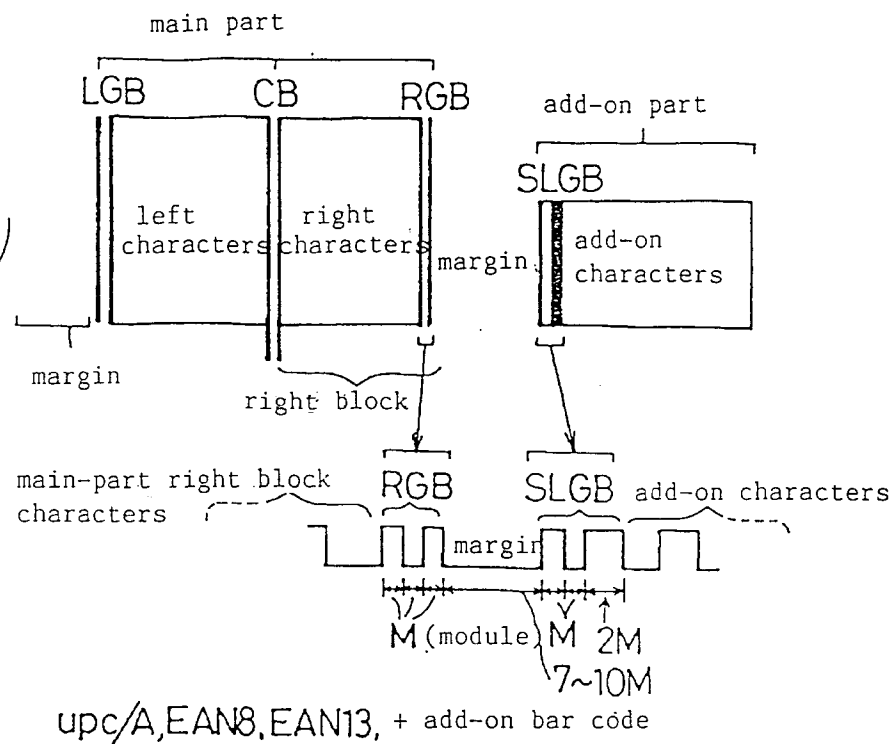 main part
LGB CB RGB
add-on part
SLGB
left characters
right characters
margin
add-on characters
margin
right block
main-part right block characters
RGB
SLGB
add-on characters
margin
M (module) M 2M
7~10M
upc/A, EAN8, EAN13, + add-on bar code